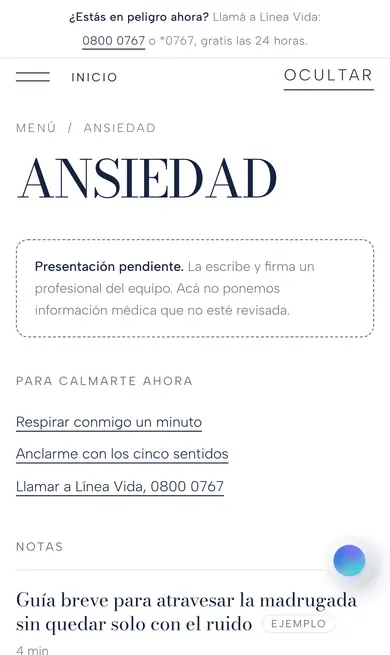 ¿Estás en peligro ahora? Llamá a Línea Vida:
0800 0767 o *0767, gratis las 24 horas.
INICIO
OCULTAR
MENÚ / ANSIEDAD
ANSIEDAD
Presentación pendiente. La escribe y firma un
profesional del equipo. Acá no ponemos
información médica que no esté revisada.
PARA CALMARTE AHORA
Respirar conmigo un minuto
Anclarme con los cinco sentidos
Llamar a Línea Vida, 0800 0767
NOTAS
Guía breve para atravesar la madrugada
sin quedar solo con el ruido EJEMPLO
4 min